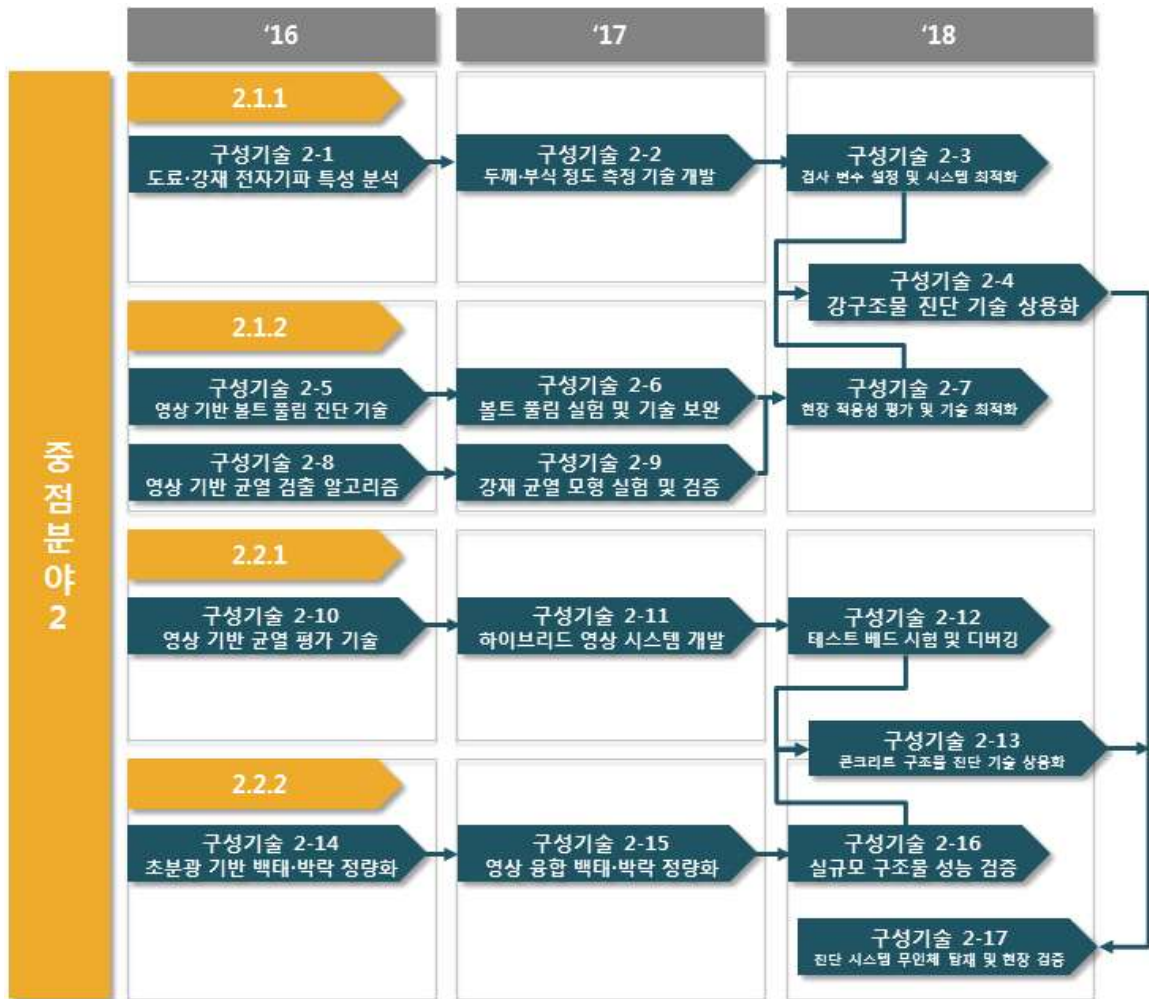 '16
'17
'18
중점분야2
2.1.1
구성기술 2-1
도료·강재 전자기파 특성 분석
구성기술 2-2
두께·부식 정도 측정 기술 개발
구성기술 2-3
검사 변수 설정 및 시스템 최적화
구성기술 2-4
강구조물 진단 기술 상용화
2.1.2
구성기술 2-5
영상 기반 볼트 풀림 진단 기술
구성기술 2-6
볼트 풀림 실험 및 기술 보완
구성기술 2-7
현장 적용성 평가 및 기술 최적화
구성기술 2-8
영상 기반 균열 검출 알고리즘
구성기술 2-9
강재 균열 모형 실험 및 검증
2.2.1
구성기술 2-10
영상 기반 균열 평가 기술
구성기술 2-11
하이브리드 영상 시스템 개발
구성기술 2-12
테스트 베드 시험 및 디버깅
구성기술 2-13
콘크리트 구조물 진단 기술 상용화
2.2.2
구성기술 2-14
초분광 기반 백태·박락 정량화
구성기술 2-15
영상 융합 백태·박락 정량화
구성기술 2-16
실규모 구조물 성능 검증
구성기술 2-17
진단 시스템 무인체 탑재 및 현장 검증